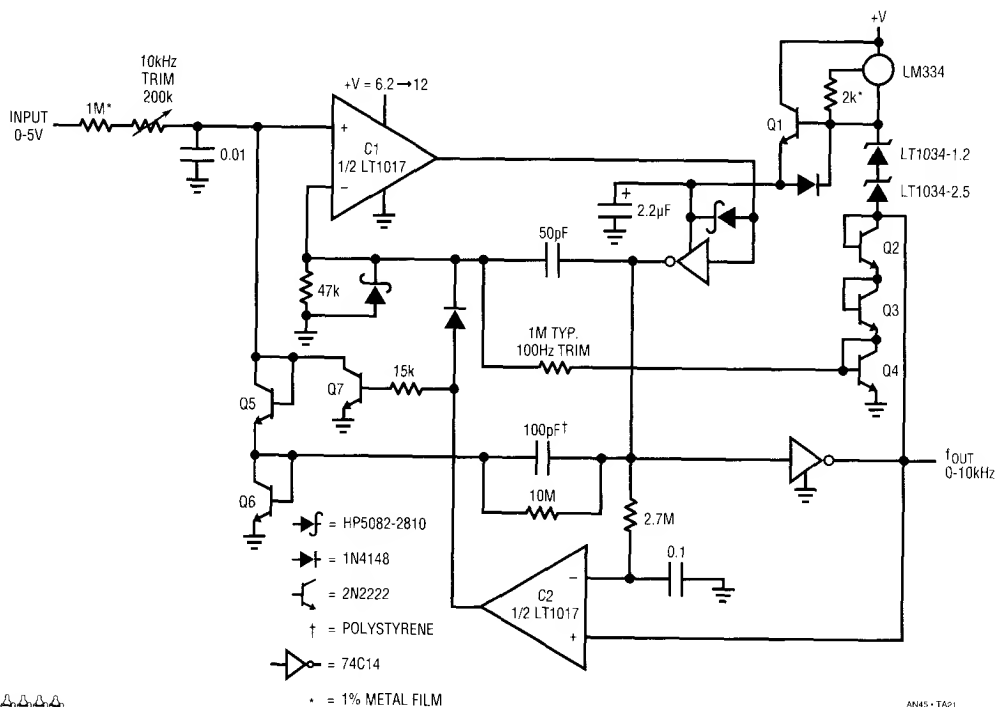 +V
LM334
2k*
Q1
LT1034-1.2
LT1034-2.5
Q2
Q3
Q4
10kHz
TRIM
200k
+V = 6.2→12
INPUT
0-5V
1M*
0.01
+
C1
1/2 LT1017
−
+
2.2µF
50pF
47k
1M TYP.
100Hz TRIM
15k
Q7
Q5
Q6
100pF†
10M
2.7M
0.1
fOUT
0-10kHz
−
C2
1/2 LT1017
+
= HP5082-2810
= 1N4148
= 2N2222
† = POLYSTYRENE
= 74C14
* = 1% METAL FILM
AN45 • TA21